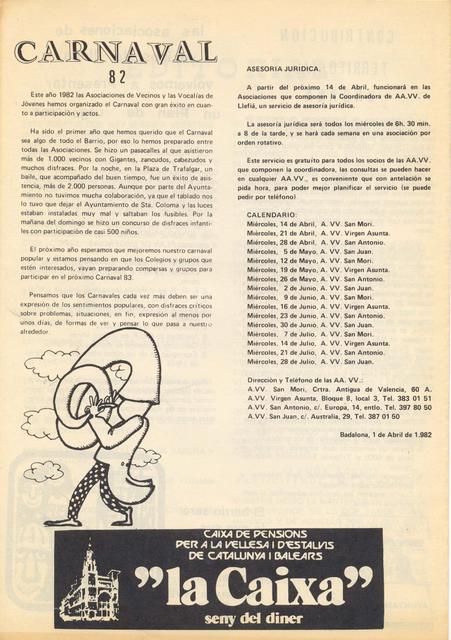 CARNAVAL
82
Este año 1982 las Asociaciones de Vecinos y las Vocalías de
Jóvenes hemos organizado el Carnaval con gran éxito en cuan-
to a participación y actos.
Ha sido el primer año que hemos querido que el Carnaval
sea algo de todo el Barrio, por eso lo hemos preparado entre
todas las Asociaciones. Se hizo un pasacalles al que asistieron
más de 1.000 vecinos con Gigantes, zancudos, cabezudos y
muchos disfraces. Por la noche, en la Plaza de Trafalgar, un
baile, que acompañado del buen tiempo, fue un éxito de asis-
tencia, más de 2.000 personas. Aunque por parte del Ayunta-
miento no tuvimos mucha colaboración, ya que el tablado nos
lo tuvo que dejar el Ayuntamiento de Sta. Coloma y las luces
estaban instaladas muy mal y saltaban los fusibles. Por la
mañana del domingo se hizo un concurso de disfraces infanti-
les con participación de casi 500 niños.
El próximo año esperamos que mejoremos nuestro carnaval
popular y estamos pensando en que los Colegios y grupos que
estén interesados, vayan preparando comparsas y grupos para
participar en el próximo Carnaval 83.
Pensamos que los Carnavales cada vez más deben ser una
expresión de los sentimientos populares, con disfraces críticos
sobre problemas, situaciones, en fin, expresión al menos por
unos días, de formas de ver y pensar lo que pasa a nuestro
alrededor.
ASESORIA JURIDICA.
A partir del próximo 14 de Abril, funcionará en las
Asociaciones que componen la Coordinadora de AA.VV. de
Llefiá, un servicio de asesoría jurídica.
La asesoría jurídica será todos los miércoles de 6h. 30 min.
a 8 de la tarde, y se hará cada semana en una asociación por
orden rotativo.
Este servicio es gratuíto para todos los socios de las AA.VV.
que componen la coordinadora, las consultas se pueden hacer
en cualquier AA.VV., es conveniente que con antelación se
pida hora, para poder mejor planificar el servicio (se puede
pedir por teléfono)
CALENDARIO:
Miércoles, 14 de Abril, A. VV. San Mori.
Miércoles, 21 de Abril, A. VV. Virgen Asunta.
Miércoles, 28 de Abril, A. VV. San Antonio.
Miércoles, 5 de Mayo, A. VV. San Juan.
Miércoles, 12 de Mayo, A. VV. San Mori.
Miércoles, 19 de Mayo, A. VV. Virgen Asunta.
Miércoles, 26 de Mayo, A. VV. San Antonio.
Miércoles, 2 de Junio, A. VV. San Juan.
Miércoles, 9 de Junio, A. VV. San Mori.
Miércoles, 16 de Junio, A. VV. Virgen Asunta.
Miércoles, 23 de Junio, A. VV. San Antonio.
Miércoles, 30 de Junio, A. VV. San Juan.
Miércoles, 7 de Julio, A. VV. San Mori.
Miércoles, 14 de Julio, A. VV. Virgen Asunta.
Miércoles, 21 de Julio, A. VV. San Antonio.
Miércoles, 28 de Julio, A. VV. San Juan.
Dirección y Teléfono de las AA. VV.:
A.VV. San Mori, Crtra. Antigua de Valencia, 60 A.
A.VV. Virgen Asunta, Bloque 8, local 3, Tel. 383 01 51
A.VV. San Antonio, c/. Europa, 14, entlo. Tel. 397 80 50
A.VV. San Juan, c/. Australia, 29, Tel. 387 01 50
Badalona, 1 de Abril de 1.982
CAIXA DE PENSIONS
PER A LA VELLESA I D'ESTALVIS
DE CATALUNYA I BALEARS
"la Caixa"
seny del diner